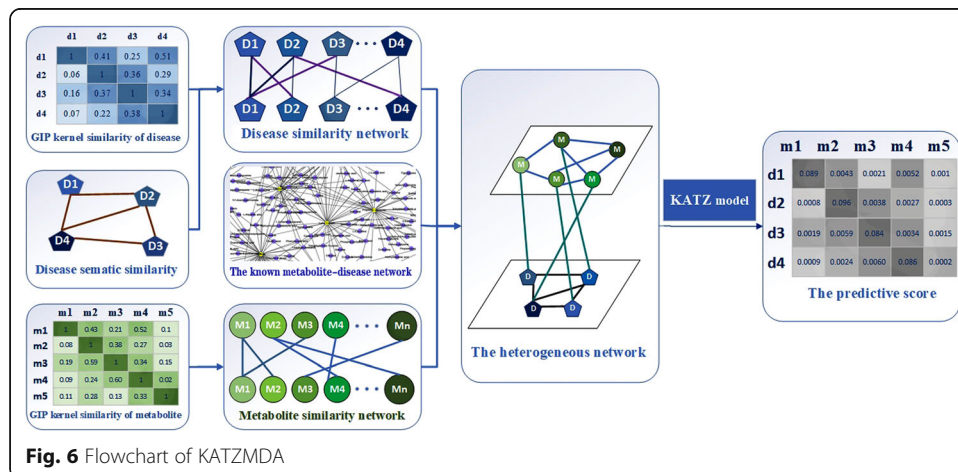 d1 d2 d3 d4
d1 1 0.41 0.25 0.51
d2 0.06 1 0.36 0.29
d3 0.16 0.37 1 0.34
d4 0.07 0.22 0.38 1
GIP kernel similarity of disease
D1
D2
D4
D3
Disease sematic similarity
m1 m2 m3 m4 m5
m1 1 0.43 0.21 0.52 0.1
m2 0.08 1 0.38 0.27 0.03
m3 0.19 0.59 1 0.34 0.15
m4 0.09 0.24 0.60 1 0.02
m5 0.11 0.28 0.13 0.33 1
GIP kernel similarity of metabolite
D1 D2 D3 ··· D4
D1 D2 D3 ··· D4
Disease similarity network
The known metabolite-disease network
M1 M2 M3 M4 ··· Mn
M1 M2 M3 M4 ··· Mn
Metabolite similarity network
M
M M
M M
D D
D D
The heterogeneous network
KATZ model
m1 m2 m3 m4 m5
d1 0.089 0.0043 0.0021 0.0052 0.001
d2 0.0008 0.096 0.0038 0.0027 0.0003
d3 0.0019 0.0059 0.084 0.0034 0.0015
d4 0.0009 0.0024 0.0060 0.086 0.0002
The predictive score
Fig. 6 Flowchart of KATZMDA